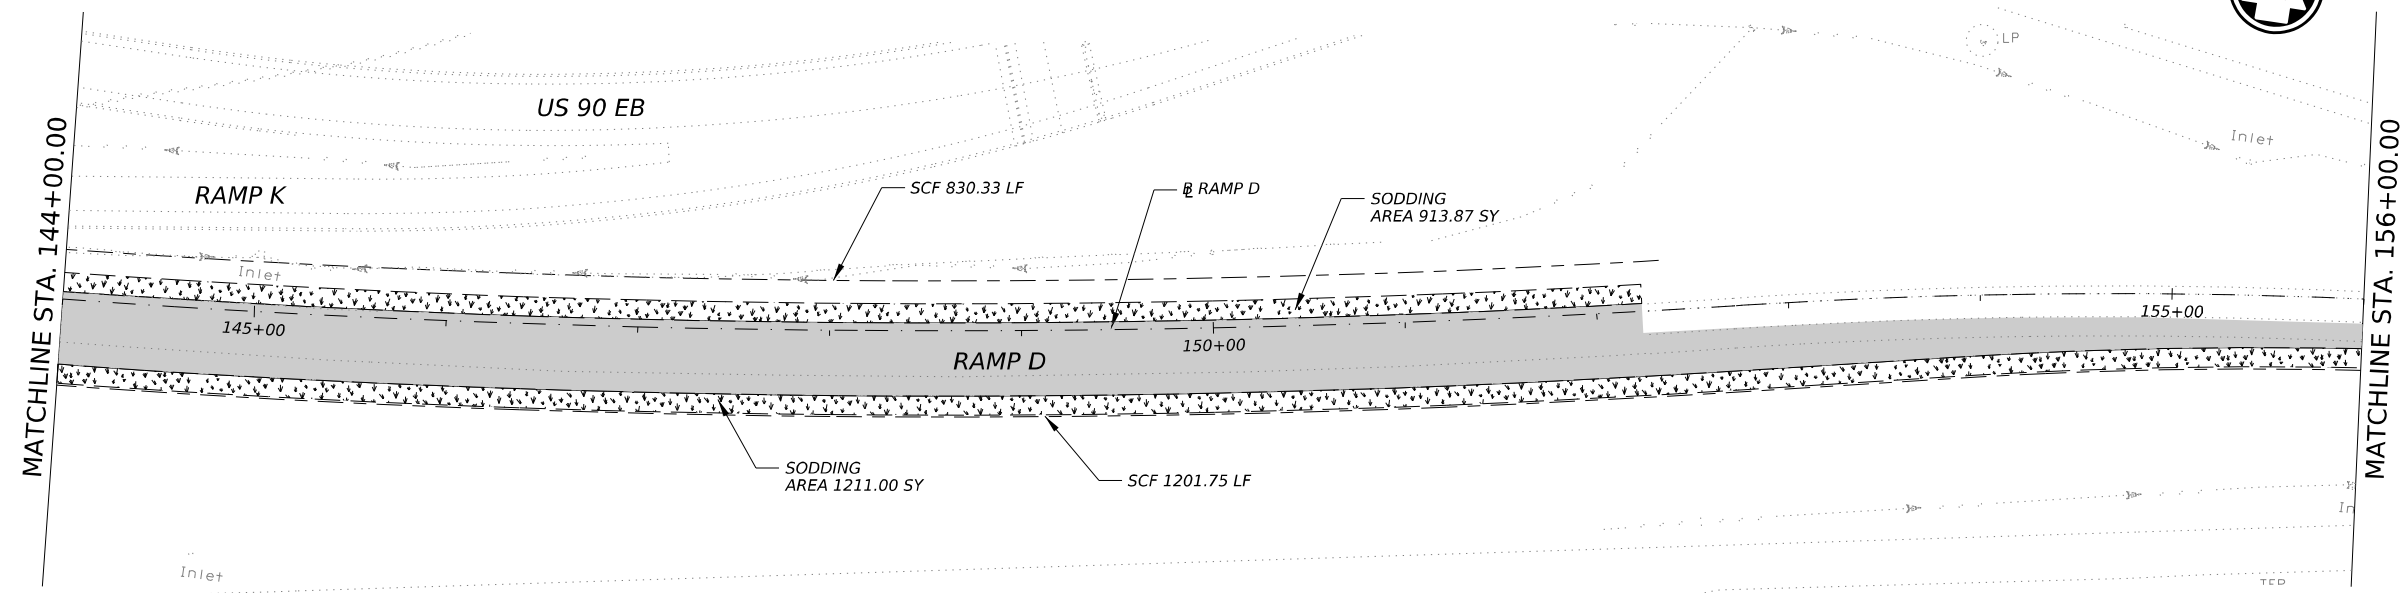 MATCHLINE STA. 144+00.00
US 90 EB
RAMP K
Inlet
145+00
SCF 830.33 LF
RAMP D
SODDING
AREA 913.87 SY
150+00
RAMP D
155+00
LP
Inlet
MATCHLINE STA. 156+00.00
SODDING
AREA 1211.00 SY
SCF 1201.75 LF
Inlet
In